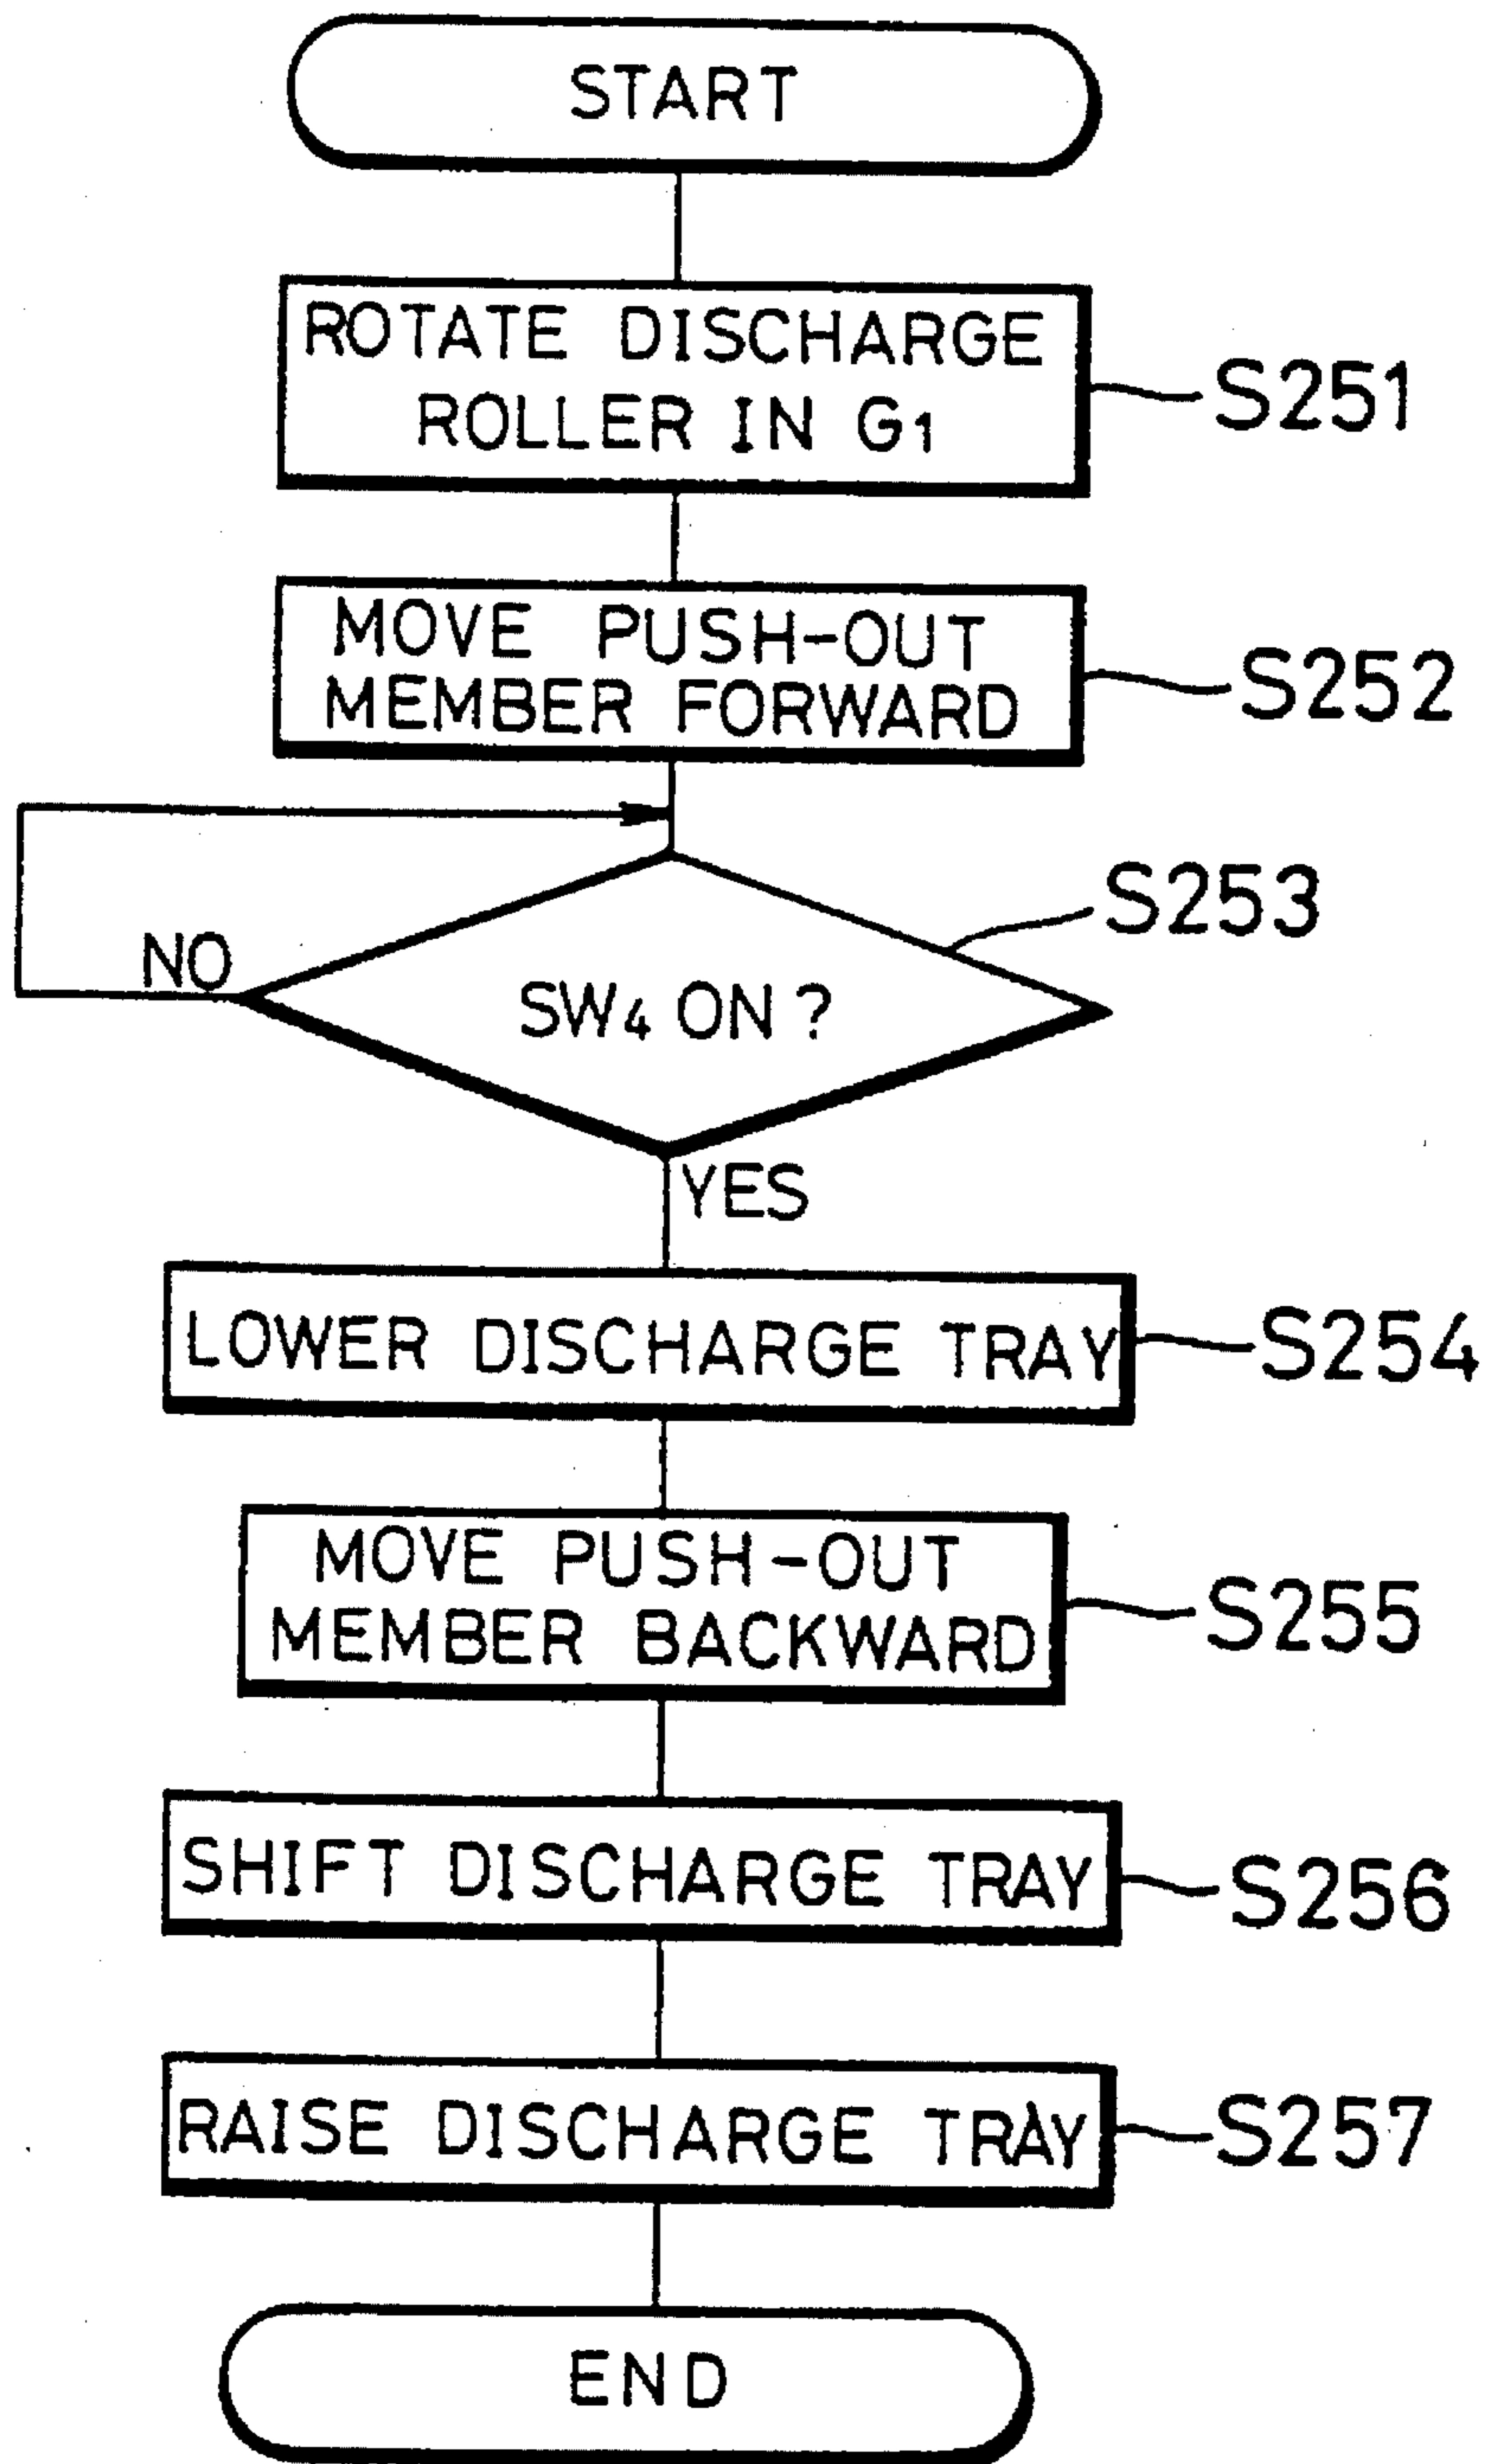 START
ROTATE DISCHARGE
ROLLER IN G1
S251
MOVE PUSH-OUT
MEMBER FORWARD
S252
S253
NO
SW4 ON ?
YES
LOWER DISCHARGE TRAY
S254
MOVE PUSH-OUT
MEMBER BACKWARD
S255
SHIFT DISCHARGE TRAY
S256
RAISE DISCHARGE TRAY
S257
END